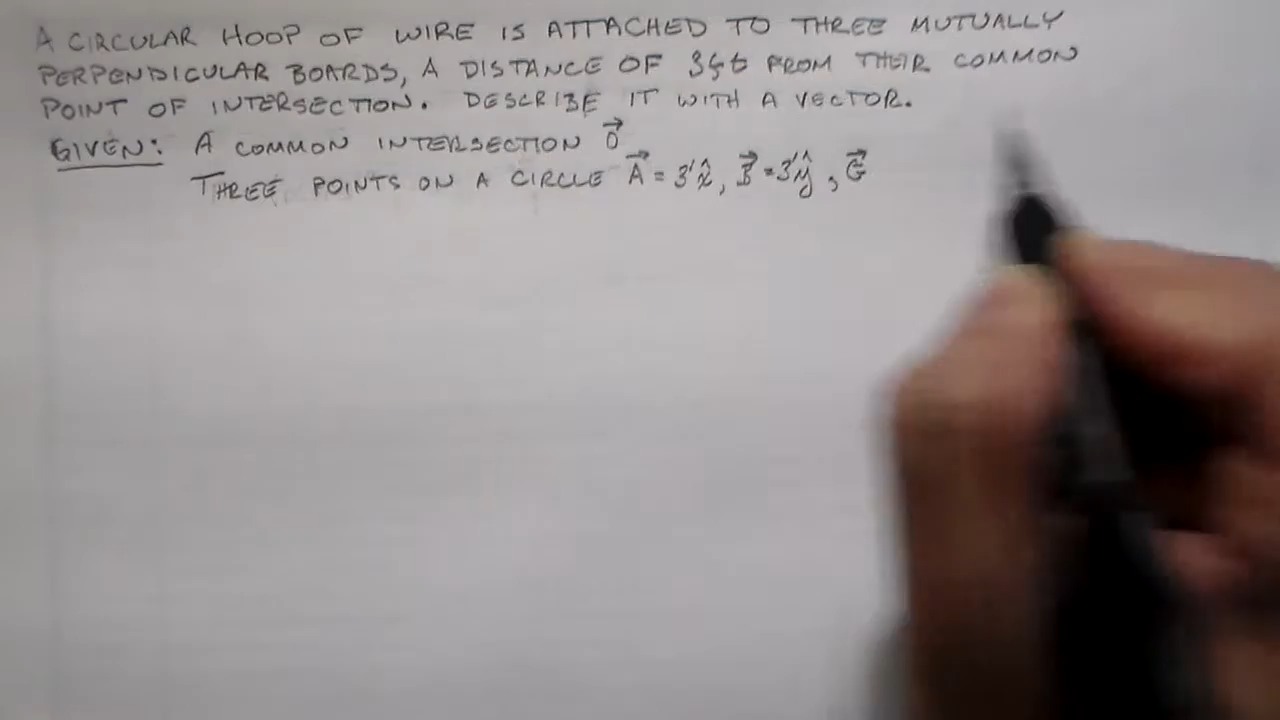 A CIRCULAR HOOP OF WIRE IS ATTACHED TO THREE MUTUALLY
PERPENDICULAR BOARDS, A DISTANCE OF 3ft FROM THEIR COMMON
POINT OF INTERSECTION. DESCRIBE IT WITH A VECTOR.
GIVEN: A COMMON INTERSECTION O⃗
THREE POINTS ON A CIRCLE A⃗ = 3'x̂, B⃗ = 3'ŷ, C⃗